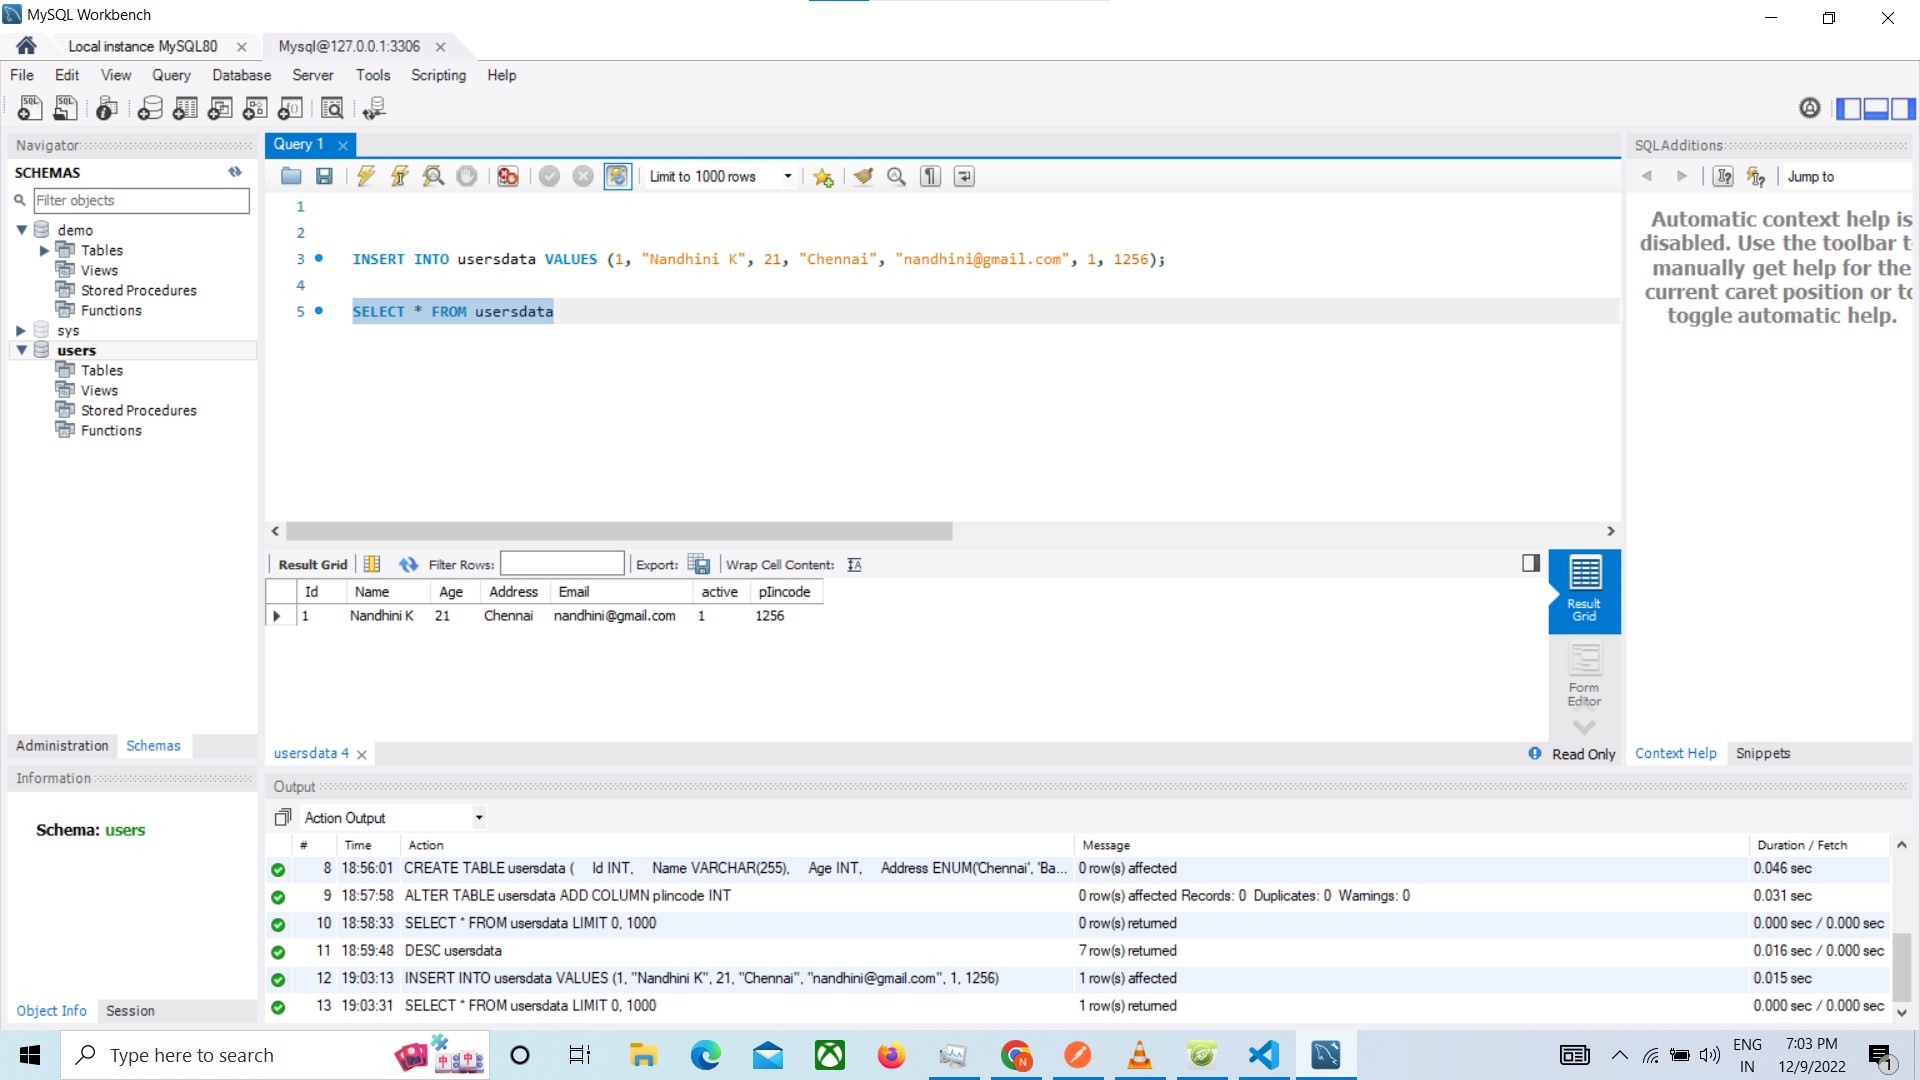 MySQL Workbench
Local instance MySQL80
Mysql@127.0.0.1:3306
File Edit View Query Database Server Tools Scripting Help
Navigator
SCHEMAS
Filter objects
demo
Tables
Views
Stored Procedures
Functions
sys
users
Tables
Views
Stored Procedures
Functions
Administration Schemas
Information
Schema: users
Object Info Session
Query 1
Limit to 1000 rows
1
2
3 INSERT INTO usersdata VALUES (1, "Nandhini K", 21, "Chennai", "nandhini@gmail.com", 1, 1256);
4
5 SELECT * FROM usersdata
Result Grid Filter Rows: Export: Wrap Cell Content:
Id Name Age Address Email active pIincode
1 Nandhini K 21 Chennai nandhini@gmail.com 1 1256
Result
Grid
Form
Editor
usersdata 4
Read Only
SQLAdditions
Jump to
Automatic context help is
disabled. Use the toolbar t
manually get help for the
current caret position or to
toggle automatic help.
Context Help Snippets
Output
Action Output
# Time Action Message Duration / Fetch
8 18:56:01 CREATE TABLE usersdata ( Id INT, Name VARCHAR(255), Age INT, Address ENUM('Chennai', 'Ba... 0 row(s) affected 0.046 sec
9 18:57:58 ALTER TABLE usersdata ADD COLUMN pIincode INT 0 row(s) affected Records: 0 Duplicates: 0 Warnings: 0 0.031 sec
10 18:58:33 SELECT * FROM usersdata LIMIT 0, 1000 0 row(s) returned 0.000 sec / 0.000 sec
11 18:59:48 DESC usersdata 7 row(s) returned 0.016 sec / 0.000 sec
12 19:03:13 INSERT INTO usersdata VALUES (1, "Nandhini K", 21, "Chennai", "nandhini@gmail.com", 1, 1256) 1 row(s) affected 0.015 sec
13 19:03:31 SELECT * FROM usersdata LIMIT 0, 1000 1 row(s) returned 0.000 sec / 0.000 sec
Type here to search
ENG
IN
7:03 PM
12/9/2022
1